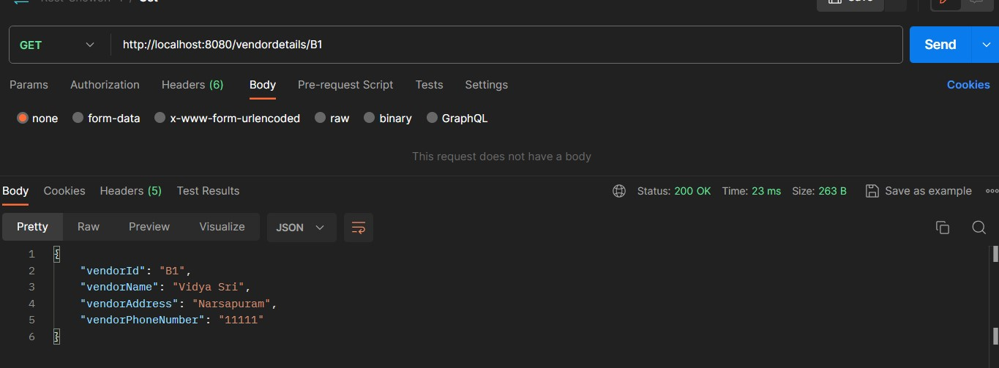 GET http://localhost:8080/vendordetails/B1 Send
Params Authorization Headers (6) Body Pre-request Script Tests Settings Cookies
none form-data x-www-form-urlencoded raw binary GraphQL
This request does not have a body
Body Cookies Headers (5) Test Results Status: 200 OK Time: 23 ms Size: 263 B Save as example
Pretty Raw Preview Visualize JSON
1 {
2 "vendorId": "B1",
3 "vendorName": "Vidya Sri",
4 "vendorAddress": "Narsapuram",
5 "vendorPhoneNumber": "11111"
6 }